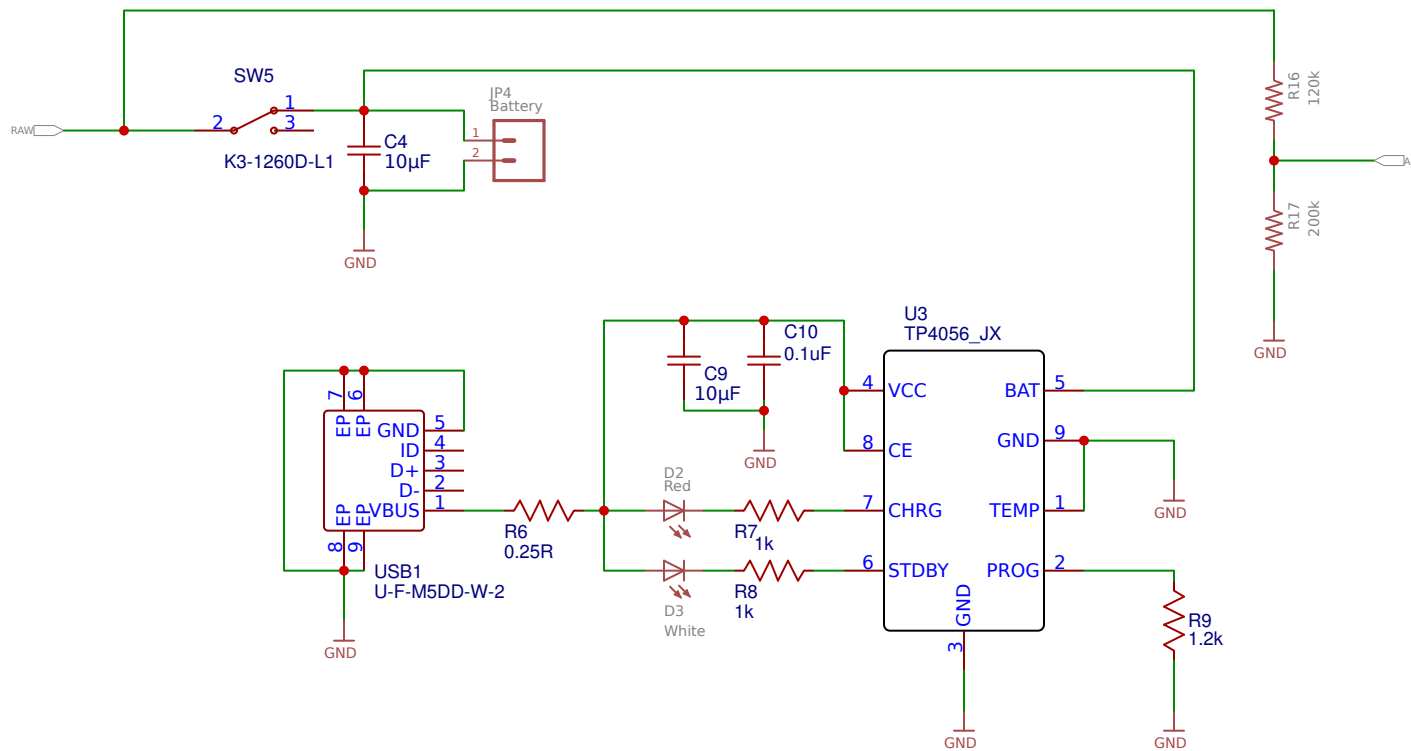 SW5
1
2
3
K3-1260D-L1
RAW
C4
10µF
JP4
Battery
1
2
GND
R16
120k
A
R17
200k
GND
C10
0.1uF
C9
10µF
GND
U3
TP4056_JX
4
VCC
BAT
5
GND
9
8
CE
7
CHRG
TEMP
1
6
STDBY
PROG
2
GND
3
GND
GND
R9
1.2k
GND
7
6
EP
EP
GND
5
ID
4
D+
3
D-
2
VBUS
1
EP
EP
8
9
USB1
U-F-M5DD-W-2
GND
R6
0.25R
D2
Red
R7
1k
D3
White
R8
1k